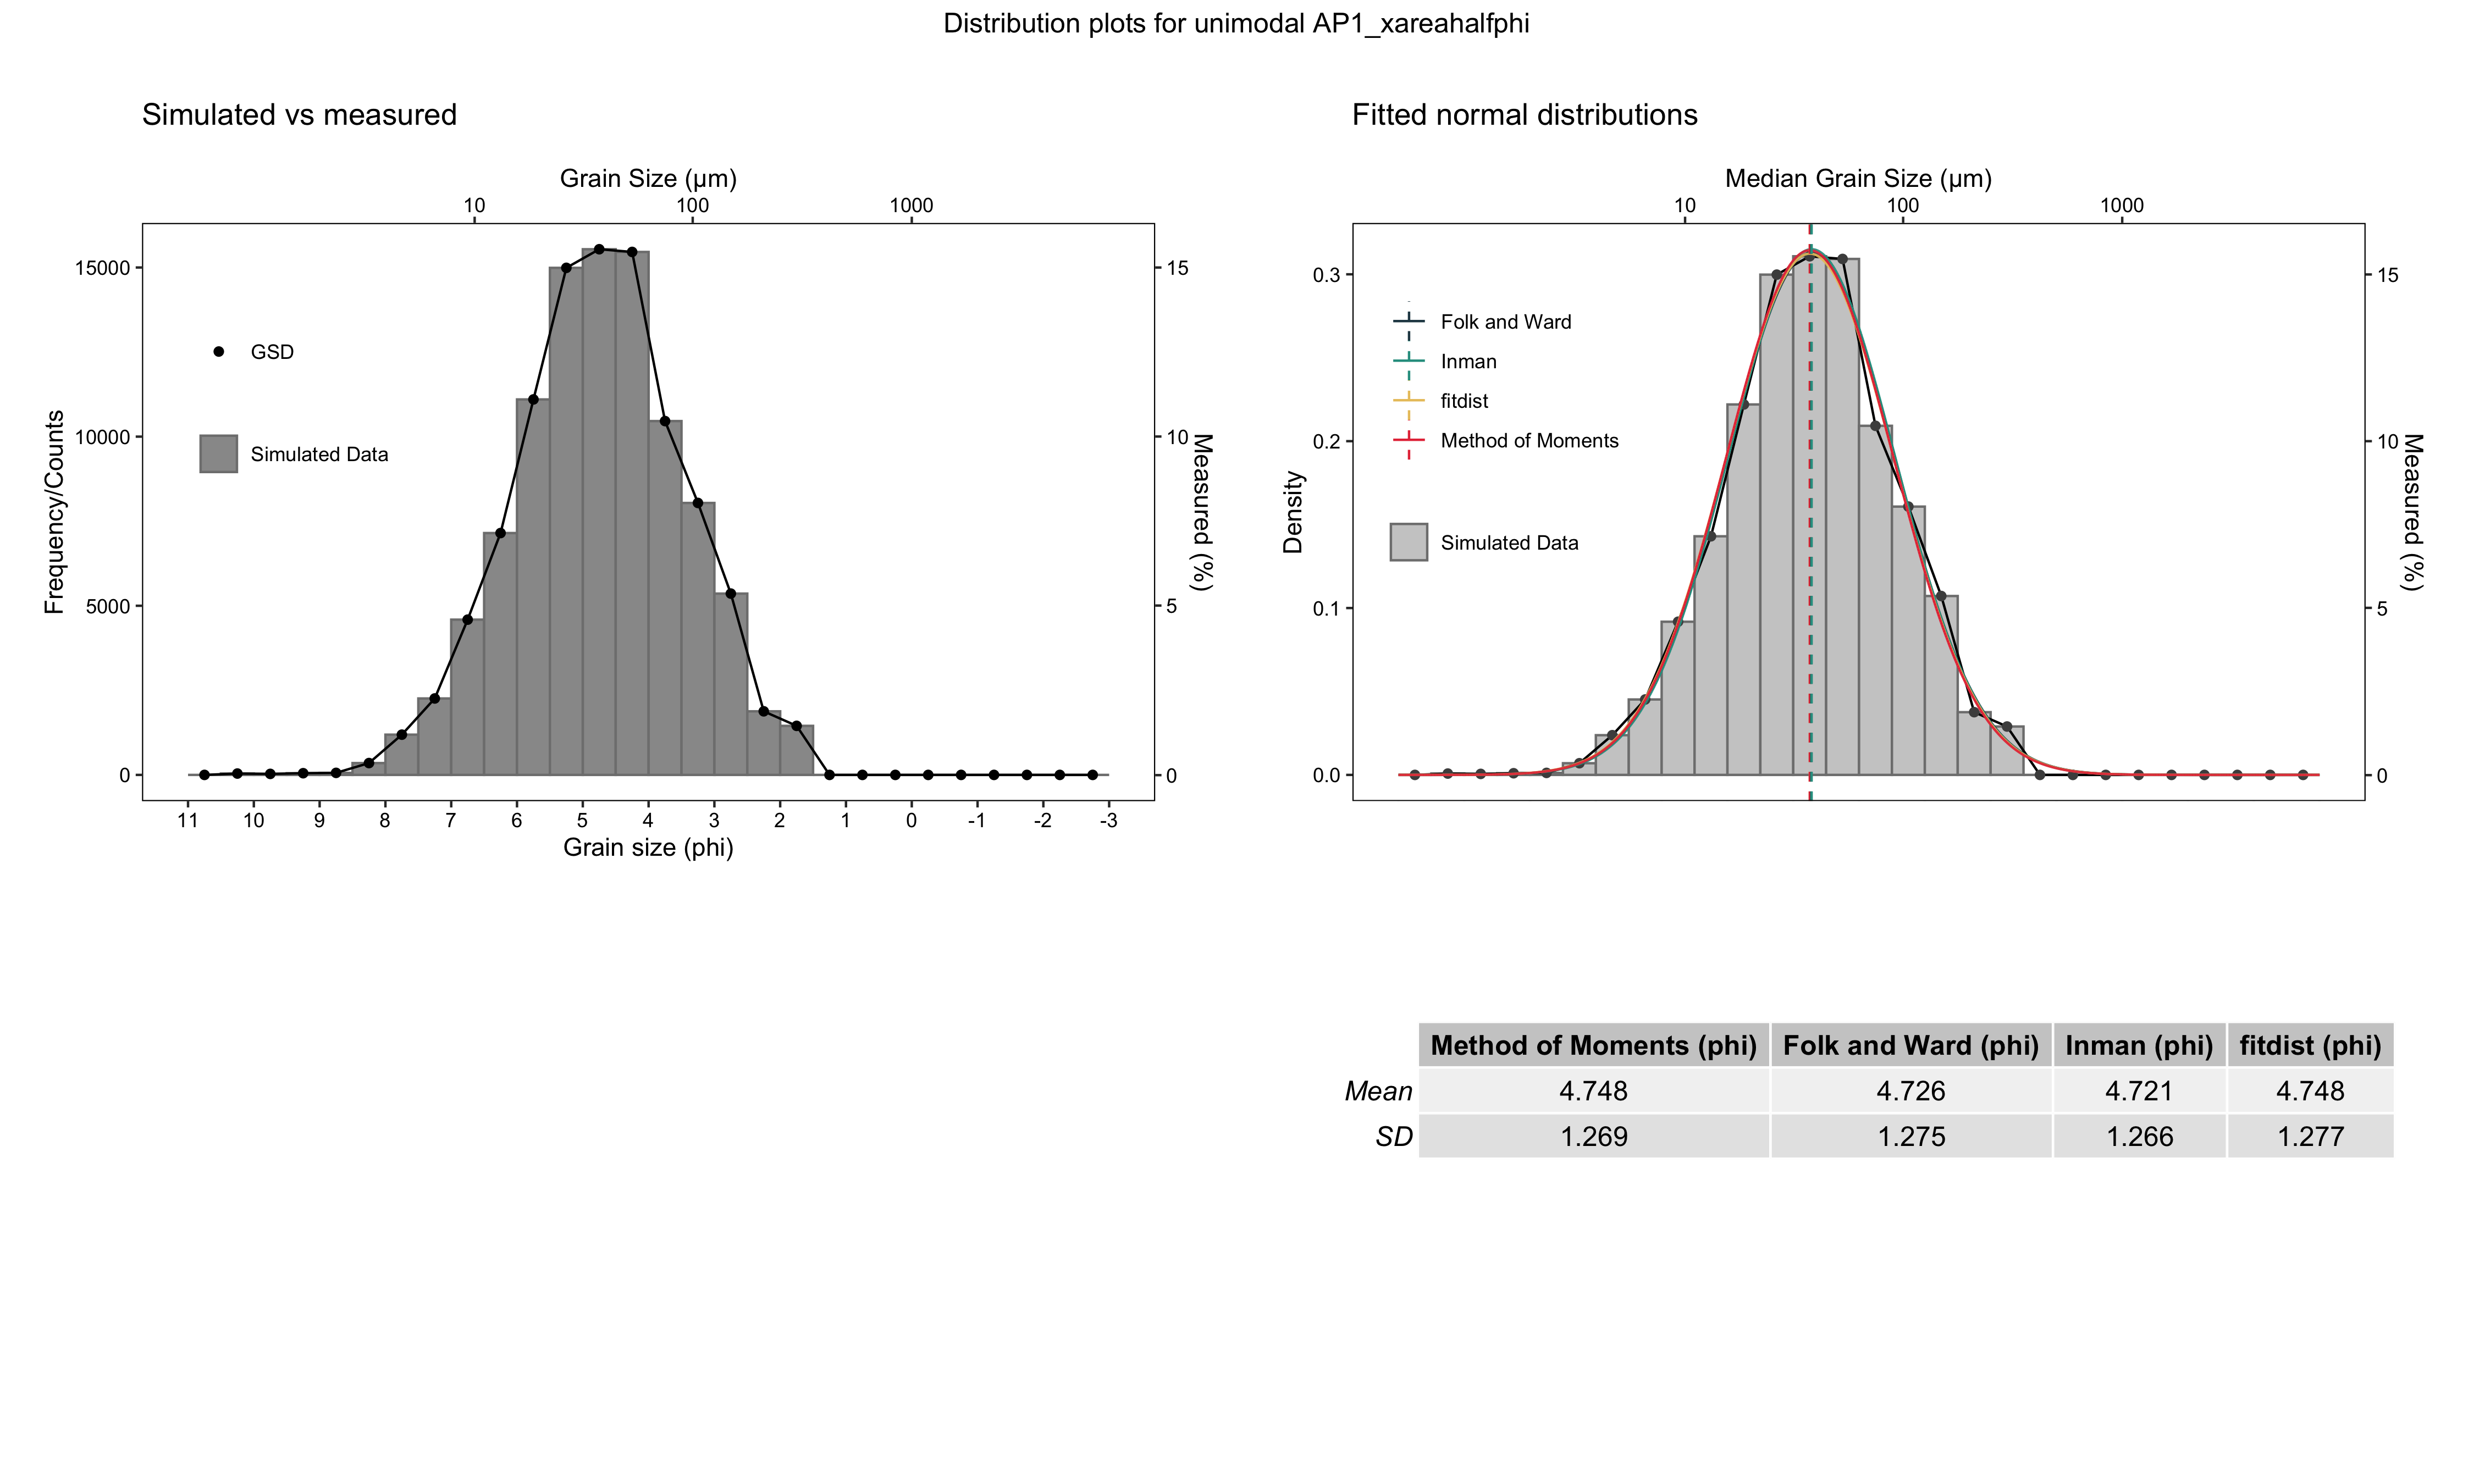 Distribution plots for unimodal AP1_xareahalfphi
Simulated vs measured
Grain Size (µm)
10 100 1000
15000
10000
5000
0
Frequency/Counts
GSD
Simulated Data
15
10
5
0
Measured (%)
11 10 9 8 7 6 5 4 3 2 1 0 -1 -2 -3
Grain size (phi)
Fitted normal distributions
Median Grain Size (µm)
10 100 1000
0.3
0.2
0.1
0.0
Density
Folk and Ward
Inman
fitdist
Method of Moments
Simulated Data
15
10
5
0
Measured (%)
Method of Moments (phi) Folk and Ward (phi) Inman (phi) fitdist (phi)
Mean 4.748 4.726 4.721 4.748
SD 1.269 1.275 1.266 1.277